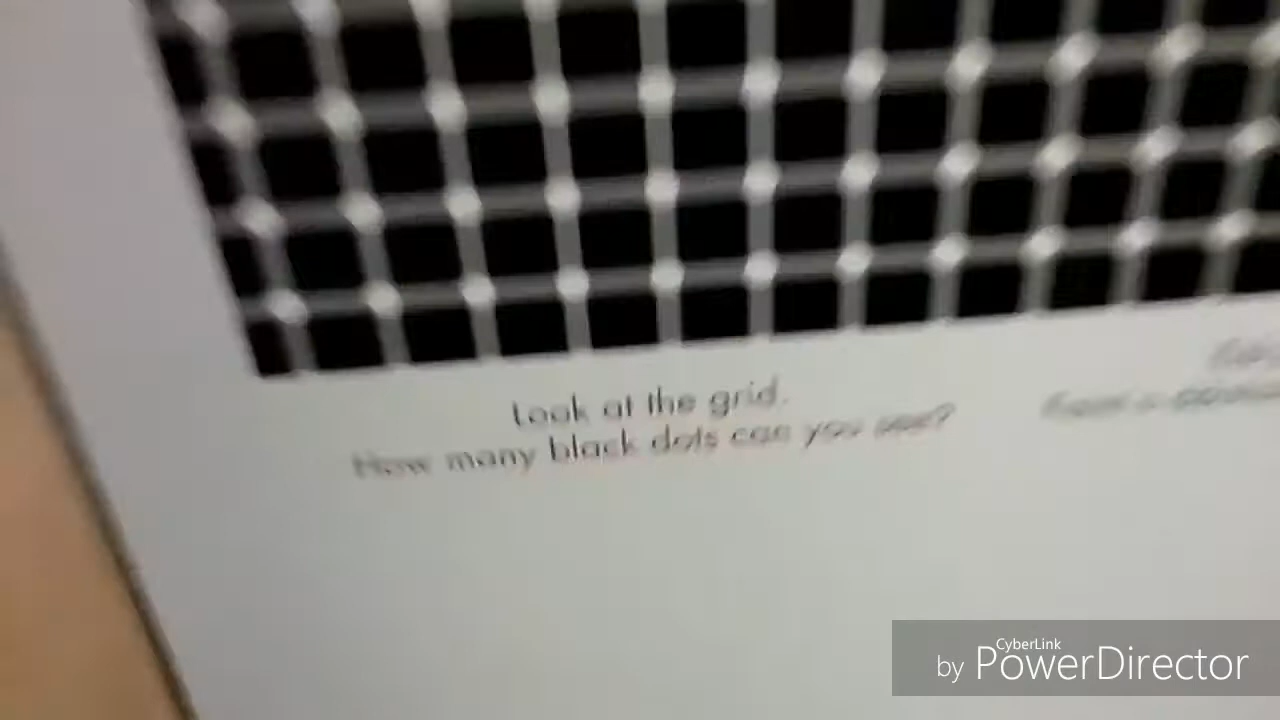 Look at the grid.
How many black dots can you see?
CyberLink
by PowerDirector